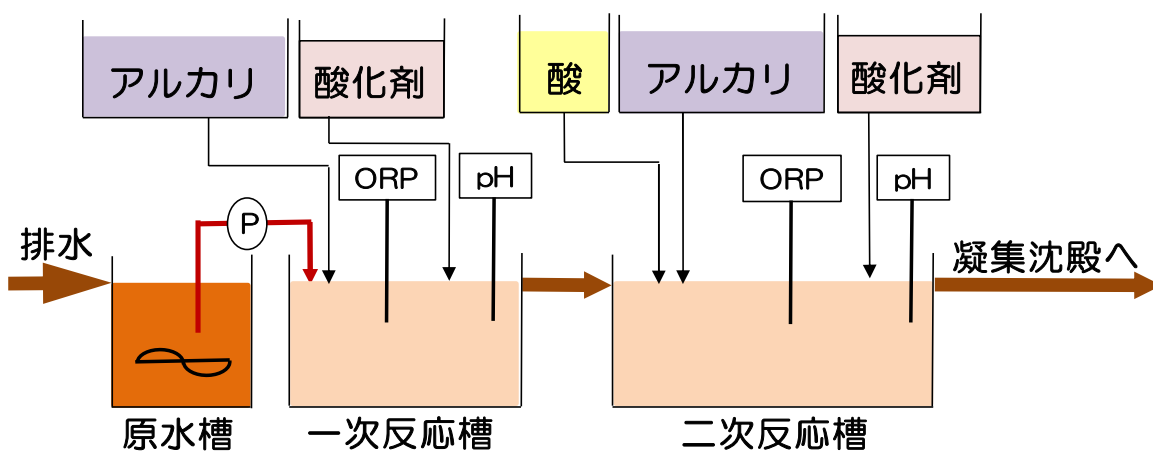 アルカリ
酸化剤
酸
アルカリ
酸化剤
ORP
pH
ORP
pH
P
排水
凝集沈殿へ
原水槽
一次反応槽
二次反応槽